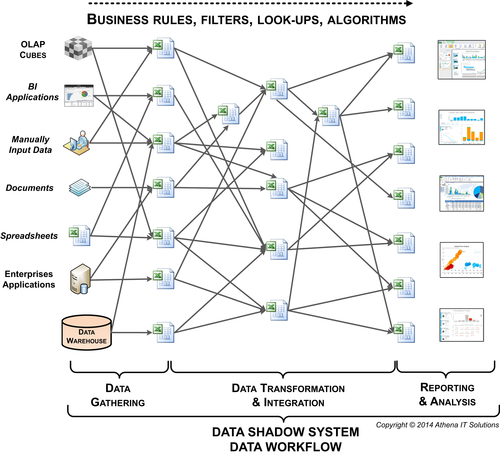 BUSINESS RULES, FILTERS, LOOK-UPS, ALGORITHMS
OLAP
CUBES
BI
Applications
Manually
Input Data
Documents
Spreadsheets
Enterprises
Applications
DATA
WAREHOUSE
DATA
GATHERING
DATA TRANSFORMATION
& INTEGRATION
REPORTING
& ANALYSIS
Copyright © 2014 Athena IT Solutions
DATA SHADOW SYSTEM
DATA WORKFLOW